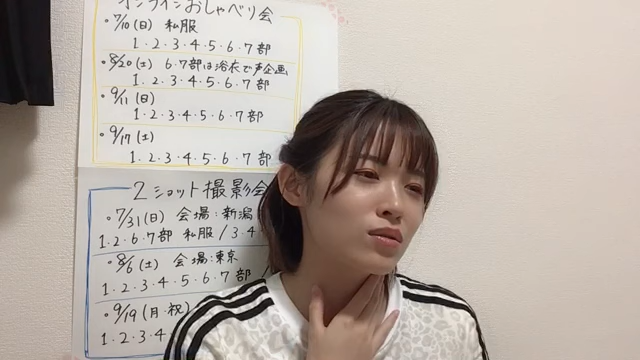 オンラインおしゃべり会
。7/10(日) 私服
1・2・3・4・5・6・7部
。8/20(土) 6・7部は浴衣で声企画
1・2・3・4・5・6・7部
。9/11(日)
1・2・3・4・5・6・7部
。9/17(土)
1・2・3・4・5・6・7部
2ショット撮影会
。7/31(日) 会場:新潟
1・2・6・7部 私服/3・4・
。8/6(土) 会場:東京
1・2・3・4・5・6・7部 /
。9/19(月・祝)
1・2・3・4